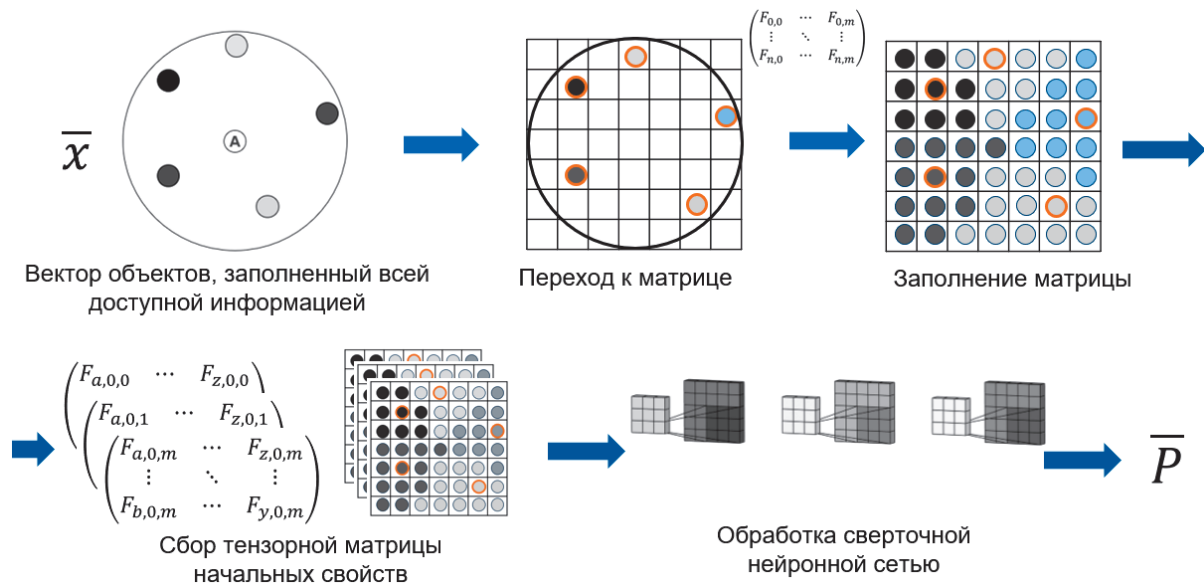 x̅
A
Вектор объектов, заполненный всей
доступной информацией
Переход к матрице
F0,0 ⋯ F0,m
⋮ ⋱ ⋮
Fn,0 ⋯ Fn,m
Заполнение матрицы
Fa,0,0 ⋯ Fz,0,0
Fa,0,1 ⋯ Fz,0,1
Fa,0,m ⋯ Fz,0,m
⋮ ⋱ ⋮
Fb,0,m ⋯ Fy,0,m
Сбор тензорной матрицы
начальных свойств
Обработка сверточной
нейронной сетью
P̅